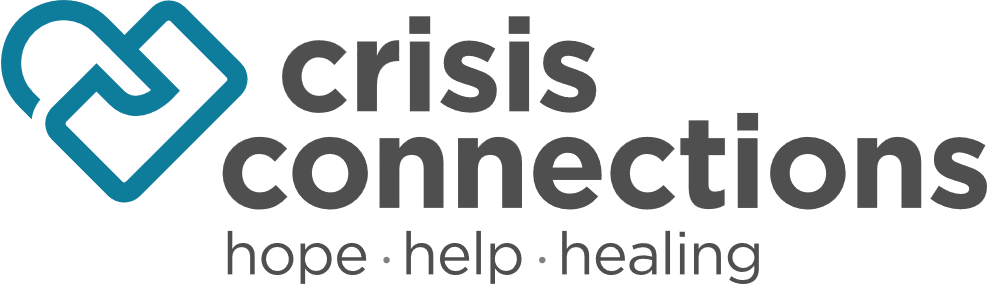 crisis
connections
hope · help · healing